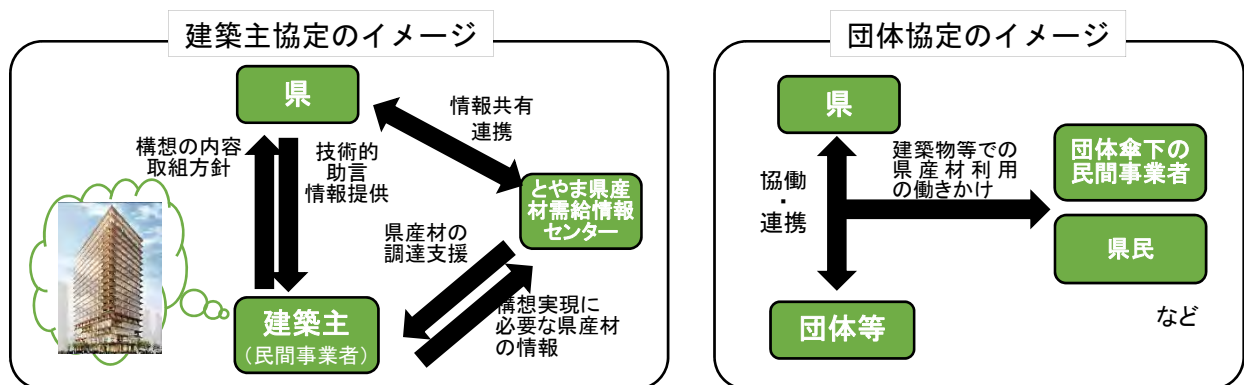 建築主協定のイメージ
県
情報共有
連携
構想の内容
取組方針
技術的
助言
情報提供
とやま県産
材需給情報
センター
県産材の
調達支援
建築主
（民間事業者）
構想実現に
必要な県産材
の情報
団体協定のイメージ
県
建築物等での
県産材利用
の働きかけ
団体傘下の
民間事業者
協働
・
連携
県民
団体等
など